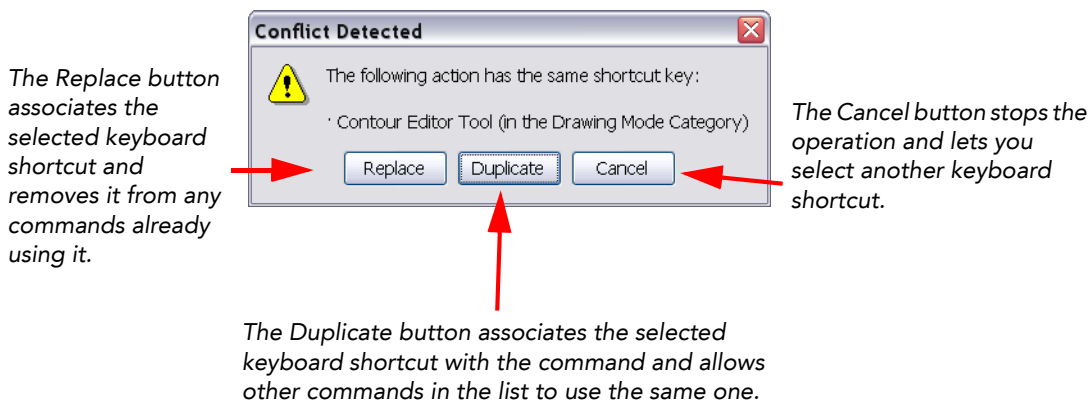 Conflict Detected
The following action has the same shortcut key:
· Contour Editor Tool (in the Drawing Mode Category)
Replace
Duplicate
Cancel
The Replace button
associates the
selected keyboard
shortcut and
removes it from any
commands already
using it.
The Cancel button stops the
operation and lets you
select another keyboard
shortcut.
The Duplicate button associates the selected
keyboard shortcut with the command and allows
other commands in the list to use the same one.